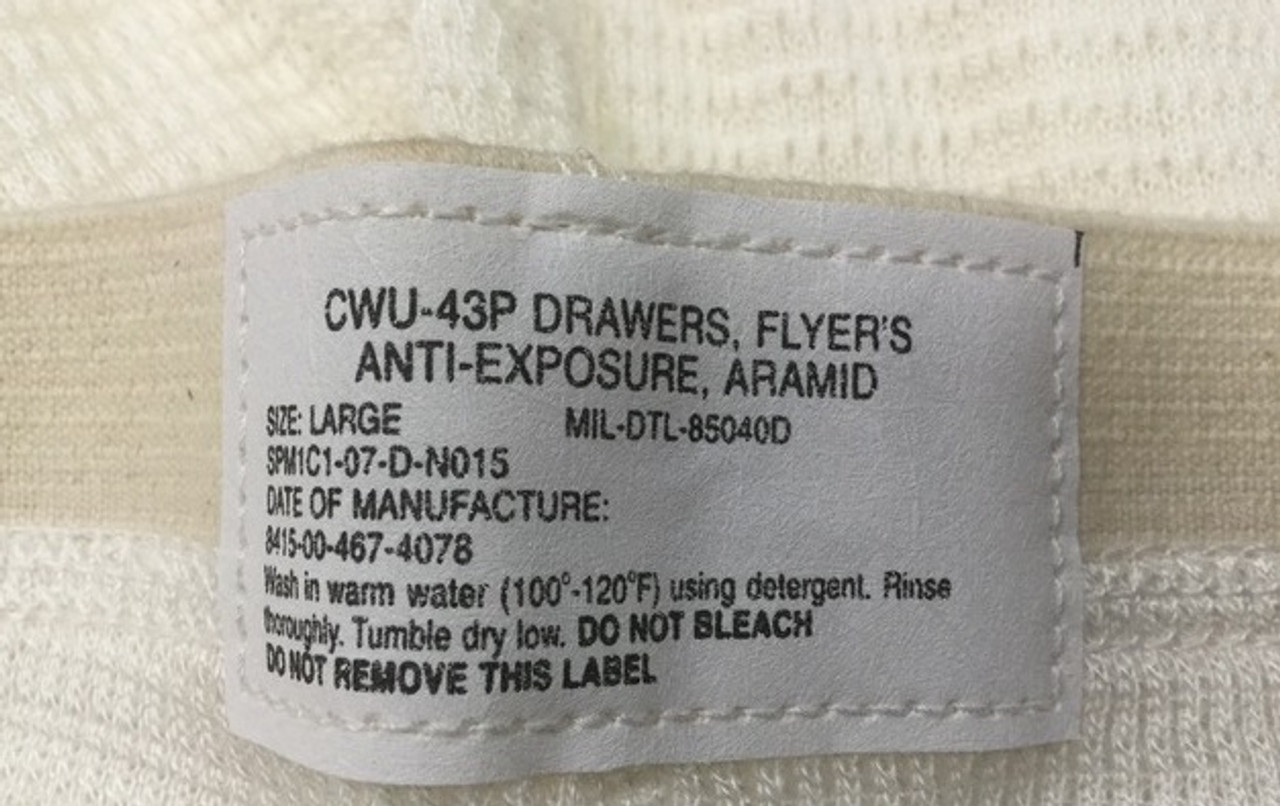 CWU-43P DRAWERS, FLYER'S
ANTI-EXPOSURE, ARAMID
SIZE: LARGE MIL-DTL-85040D
SPM1C1-07-D-N015
DATE OF MANUFACTURE:
8415-00-467-4078
Wash in warm water (100°-120°F) using detergent. Rinse
thoroughly. Tumble dry low. DO NOT BLEACH
DO NOT REMOVE THIS LABEL